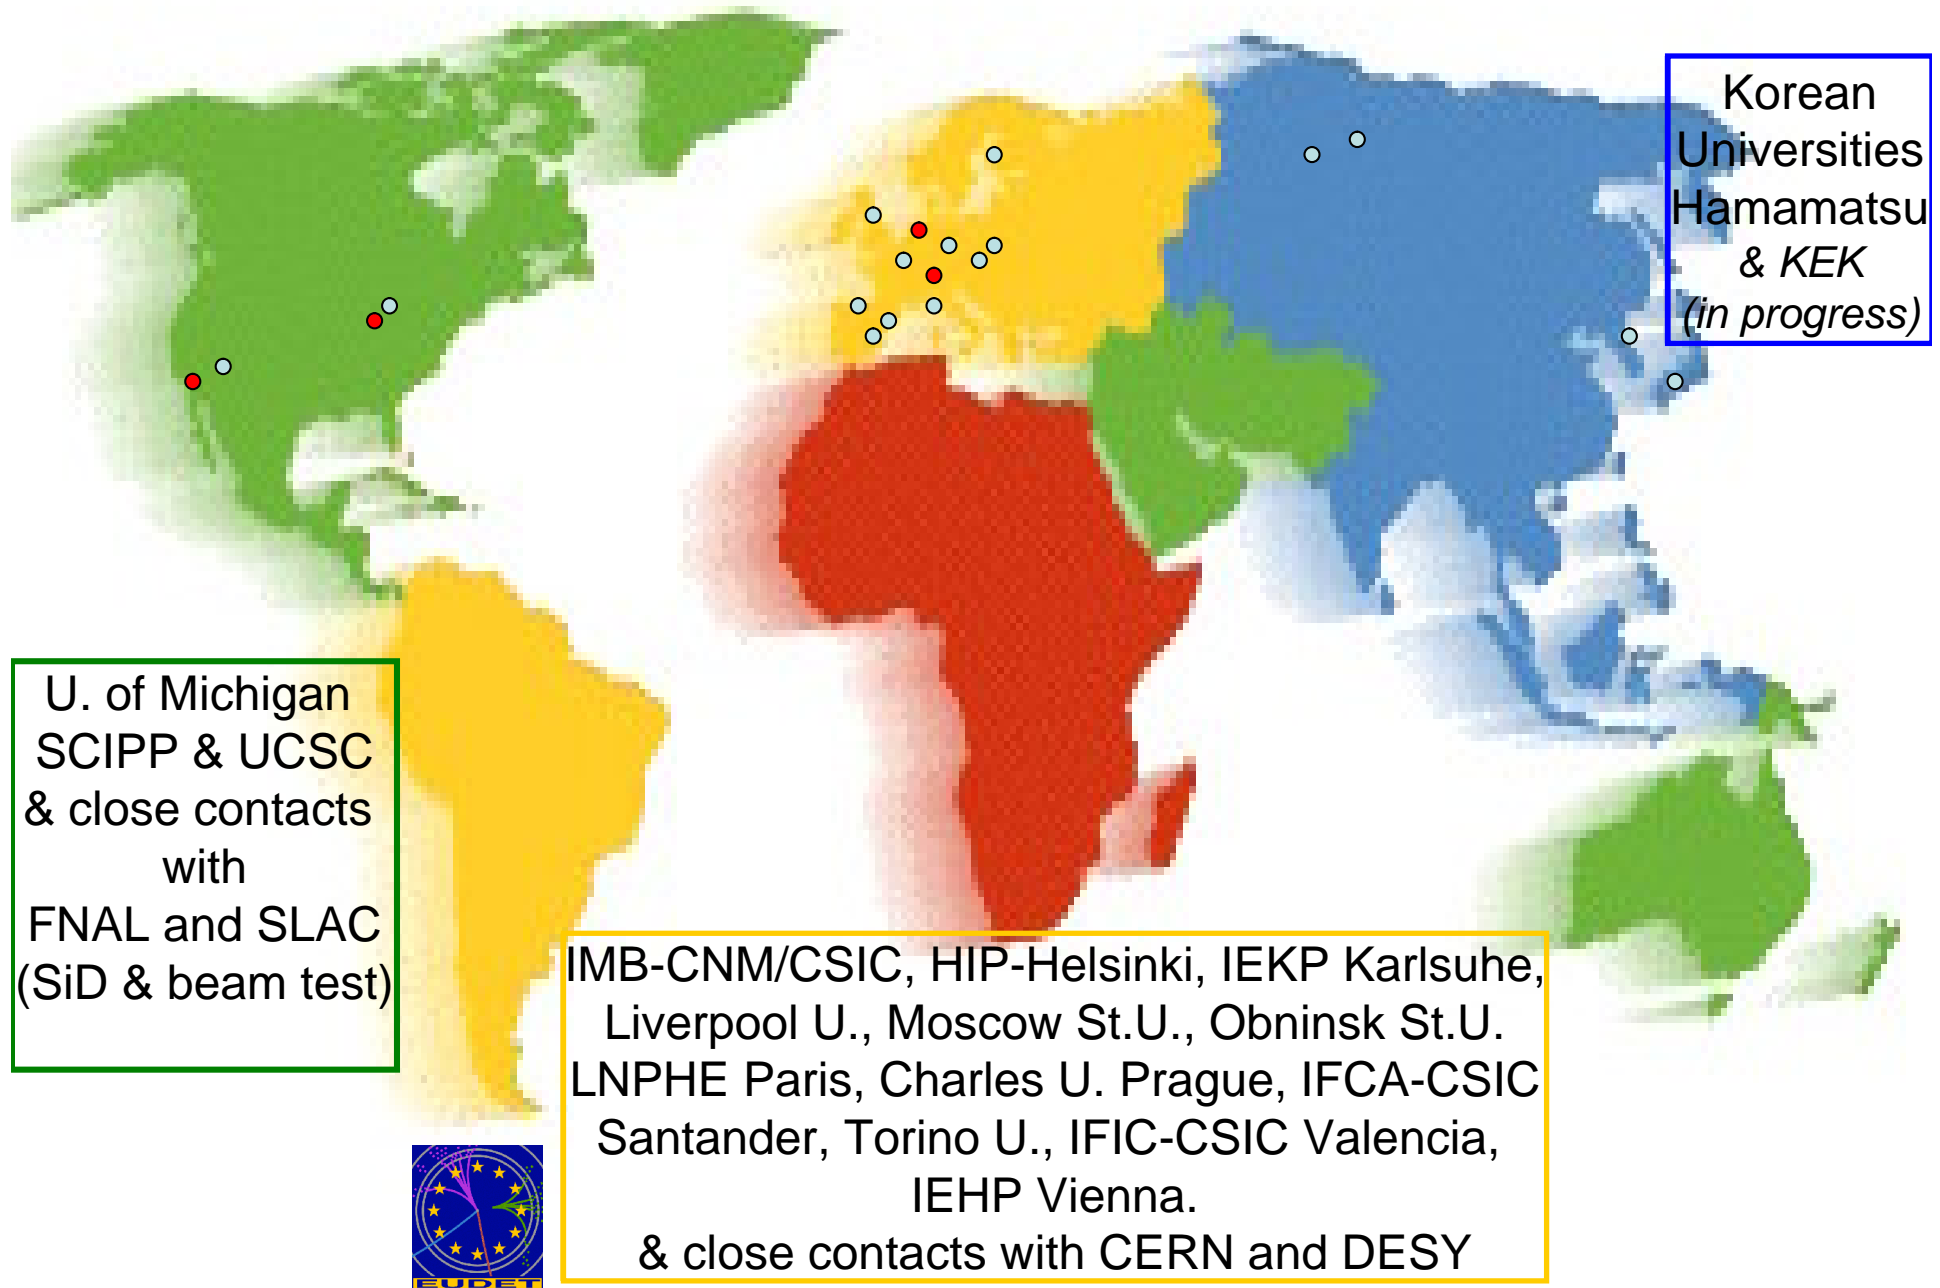 Korean
Universities
Hamamatsu
& KEK
(in progress)
U. of Michigan
SCIPP & UCSC
& close contacts
with
FNAL and SLAC
(SiD & beam test)
IMB-CNM/CSIC, HIP-Helsinki, IEKP Karlsuhe,
Liverpool U., Moscow St.U., Obninsk St.U.
LNPHE Paris, Charles U. Prague, IFCA-CSIC
Santander, Torino U., IFIC-CSIC Valencia,
IEHP Vienna.
& close contacts with CERN and DESY
EUDET